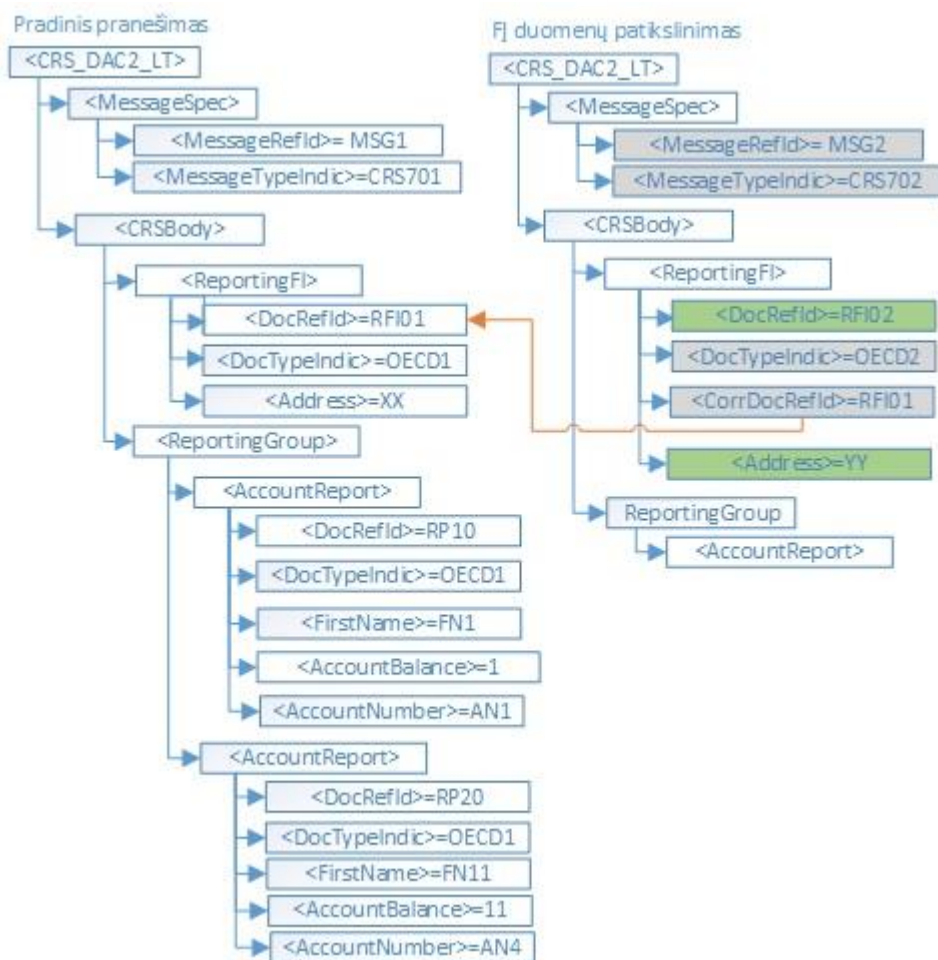 Pradinis pranešimas
<CRS_DAC2_LT>
<MessageSpec>
<MessageRefId>= MSG1
<MessageTypeIndic>=CRS701
<CRSBody>
<ReportingFI>
<DocRefId>=RFI01
<DocTypeIndic>=OECD1
<Address>=XX
<ReportingGroup>
<AccountReport>
<DocRefId>=RP10
<DocTypeIndic>=OECD1
<FirstName>=FN1
<AccountBalance>=1
<AccountNumber>=AN1
<AccountReport>
<DocRefId>=RP20
<DocTypeIndic>=OECD1
<FirstName>=FN11
<AccountBalance>=11
<AccountNumber>=AN4
FĮ duomenų patikslinimas
<CRS_DAC2_LT>
<MessageSpec>
<MessageRefId>= MSG2
<MessageTypeIndic>=CRS702
<CRSBody>
<ReportingFI>
<DocRefId>=RFI02
<DocTypeIndic>=OECD2
<CorrDocRefId>=RFI01
<Address>=YY
ReportingGroup
<AccountReport>